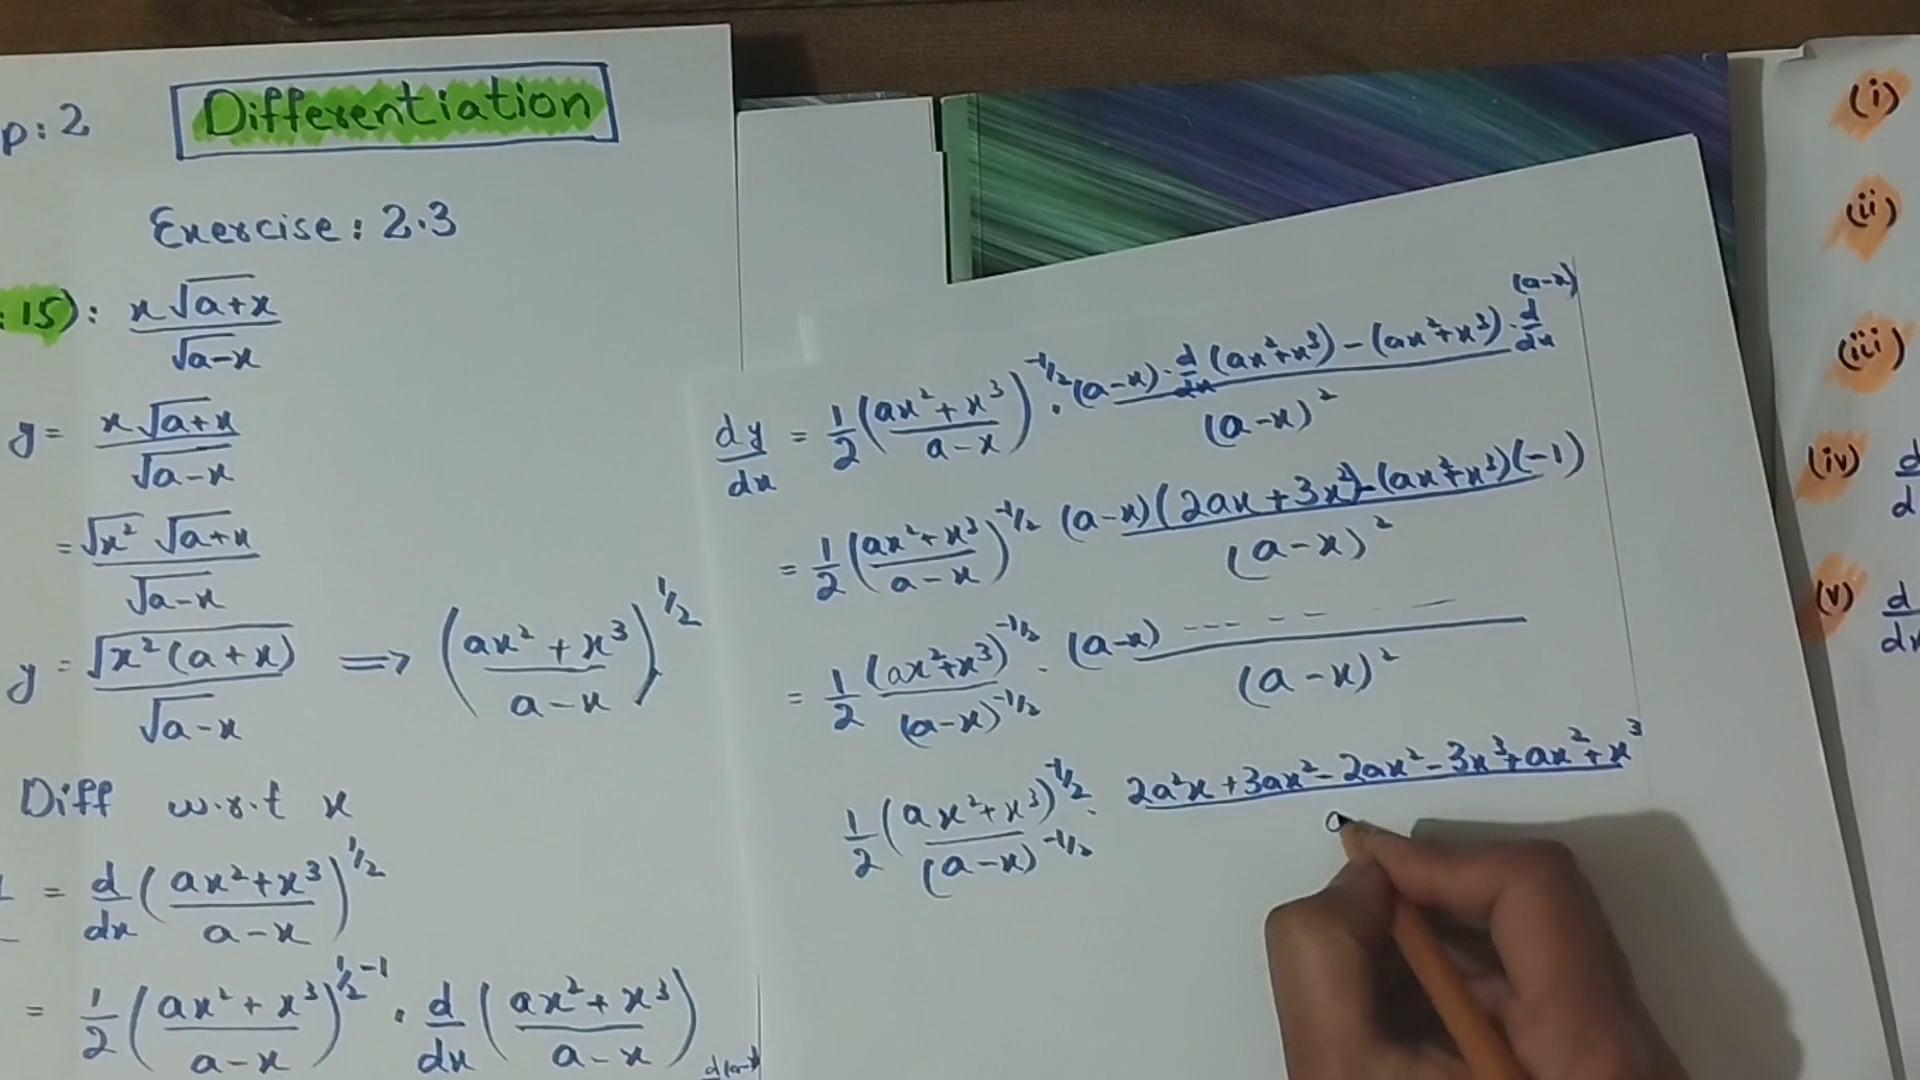 p: 2 Differentiation
Exercise: 2.3
15): x√(a+x) / √(a-x)
y = x√(a+x) / √(a-x)
= √(x²) √(a+x) / √(a-x)
y = √(x²(a+x)) / √(a-x) ⟹ ((ax² + x³)/(a-x))^(1/2)
Diff w.r.t x
= d/dx ((ax²+x³)/(a-x))^(1/2)
= 1/2 ((ax²+x³)/(a-x))^(1/2 -1) · d/dx ((ax²+x³)/(a-x))
dy/dx = 1/2 ((ax²+x³)/(a-x))^(-1/2) · ((a-x)· d/dx (ax²+x³) - (ax²+x³)· d/dx (a-x)) / (a-x)²
= 1/2 ((ax²+x³)/(a-x))^(-1/2) ((a-x)(2ax+3x²) - (ax²+x³)(-1)) / (a-x)²
= 1/2 (ax²+x³)^(-1/2) / (a-x)^(-1/2) · ((a-x) --- - - —) / (a-x)²
1/2 (ax²+x³)^(-1/2) / (a-x)^(-1/2) · (2a²x+3ax²-2ax²-3x³+ax²+x³) / a
(i)
(ii)
(iii)
(iv) d/d
(v) d/dx